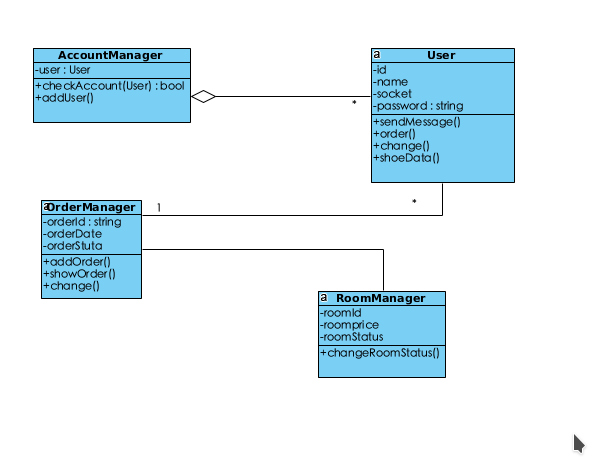 AccountManager
-user : User
+checkAccount(User) : bool
+addUser()
a
User
-id
-name
-socket
-password : string
+sendMessage()
+order()
+change()
+shoeData()
*
a
OrderManager
-orderId : string
-orderDate
-orderStuta
+addOrder()
+showOrder()
+change()
1
*
a
RoomManager
-roomId
-roomprice
-roomStatus
+changeRoomStatus()